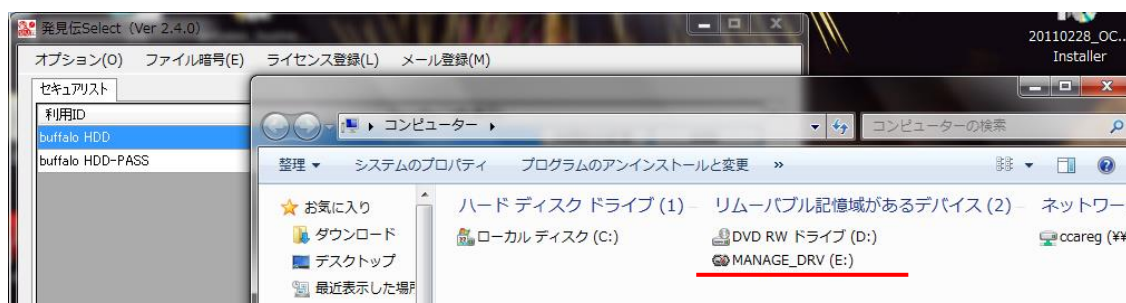 発見伝Select (Ver 2.4.0)
オプション(O) ファイル暗号(E) ライセンス登録(L) メール登録(M)
セキュアリスト
利用ID
buffalo HDD
buffalo HDD-PASS
20110228_OC...
Installer
コンピューター
コンピューターの検索
整理 システムのプロパティ プログラムのアンインストールと変更 »
お気に入り
ダウンロード
デスクトップ
最近表示した場所
ハード ディスク ドライブ (1)
ローカル ディスク (C:)
リムーバブル記憶域があるデバイス (2)
DVD RW ドライブ (D:)
MANAGE_DRV (E:)
ネットワー
ccareg (¥¥